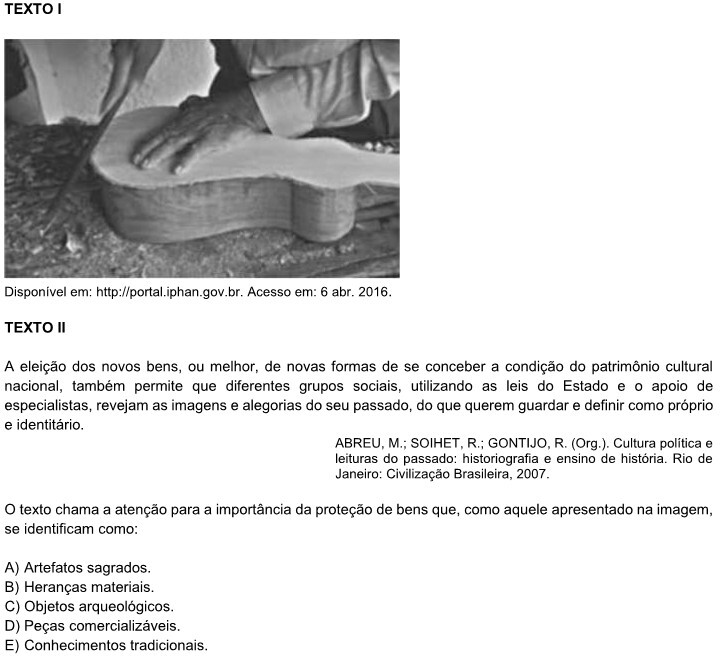 TEXTO I
Disponível em: http://portal.iphan.gov.br. Acesso em: 6 abr. 2016.
TEXTO II
A eleição dos novos bens, ou melhor, de novas formas de se conceber a condição do patrimônio cultural
nacional, também permite que diferentes grupos sociais, utilizando as leis do Estado e o apoio de
especialistas, revejam as imagens e alegorias do seu passado, do que querem guardar e definir como próprio
e identitário.
ABREU, M.; SOIHET, R.; GONTIJO, R. (Org.). Cultura política e
leituras do passado: historiografia e ensino de história. Rio de
Janeiro: Civilização Brasileira, 2007.
O texto chama a atenção para a importância da proteção de bens que, como aquele apresentado na imagem,
se identificam como:
A) Artefatos sagrados.
B) Heranças materiais.
C) Objetos arqueológicos.
D) Peças comercializáveis.
E) Conhecimentos tradicionais.